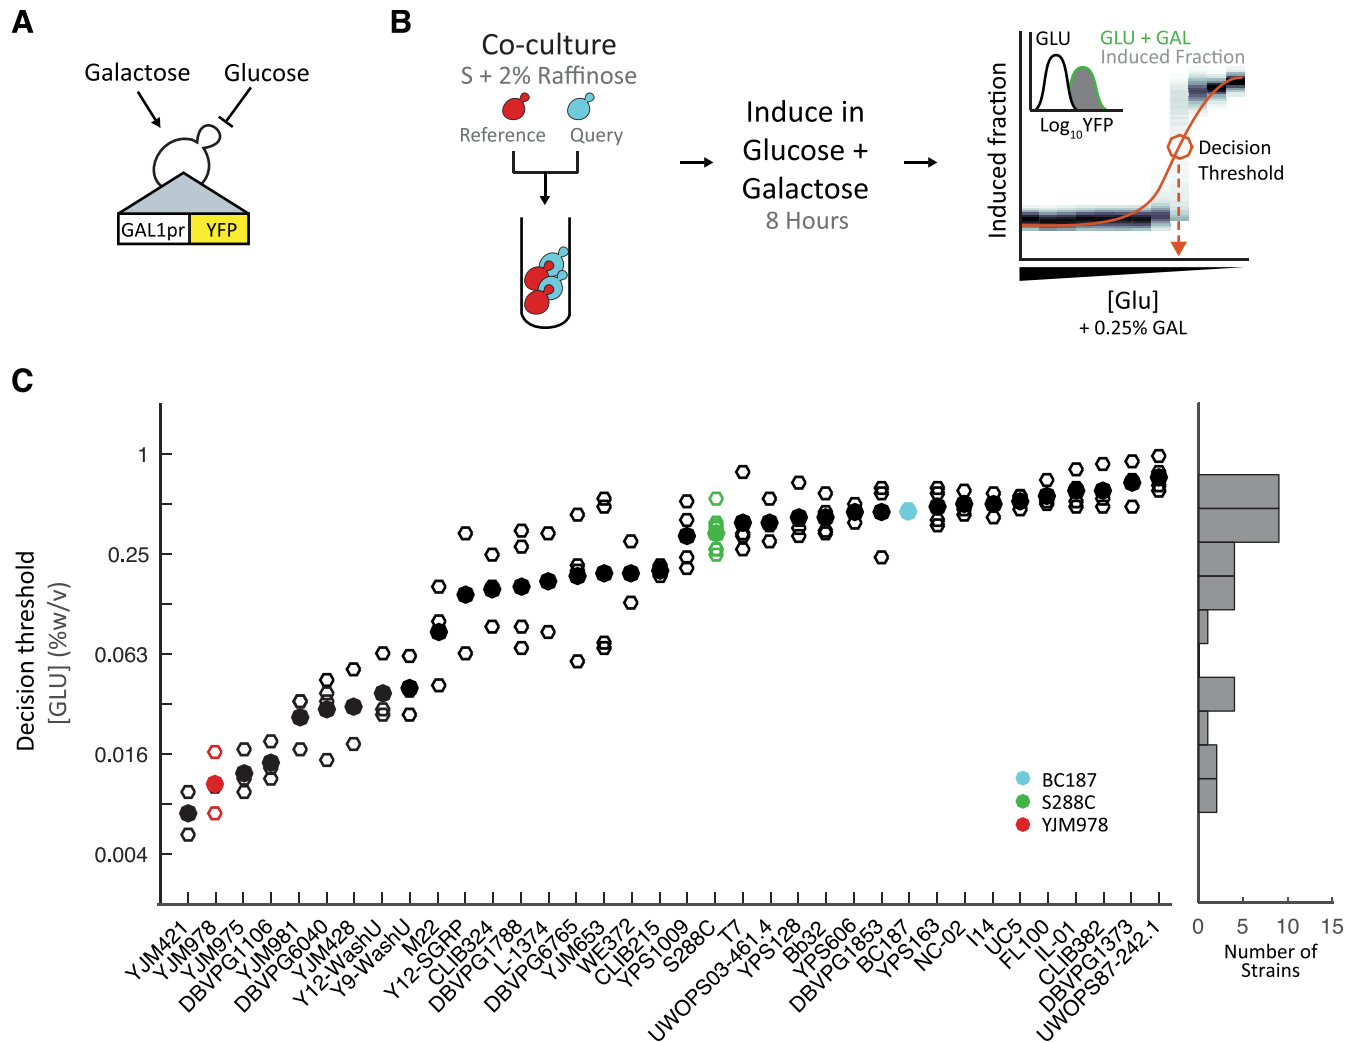 A
Galactose
Glucose
GAL1pr
YFP
B
Co-culture
S + 2% Raffinose
Reference
Query
Induce in
Glucose +
Galactose
8 Hours
Induced fraction
GLU
GLU + GAL
Induced Fraction
Log10YFP
Decision
Threshold
[Glu]
+ 0.25% GAL
C
Decision threshold
[GLU] (%w/v)
1
0.25
0.063
0.016
0.004
BC187
S288C
YJM978
YJM421
YJM978
YJM975
DBVPG1106
YJM981
DBVPG6040
YJM428
Y12-WashU
Y9-WashU
M22
Y12-SGRP
CLIB324
DBVPG1788
L-1374
DBVPG6765
YJM653
WE372
CLIB215
YPS1009
S288C
T7
UWOPS03-461.4
YPS128
Bb32
YPS606
DBVPG1853
BC-187
YPS163
NC-02
I14
UC5
FL100
IL-01
CLIB382
DBVPG1373
UWOPS87-242.1
0
5
10
15
Number of
Strains